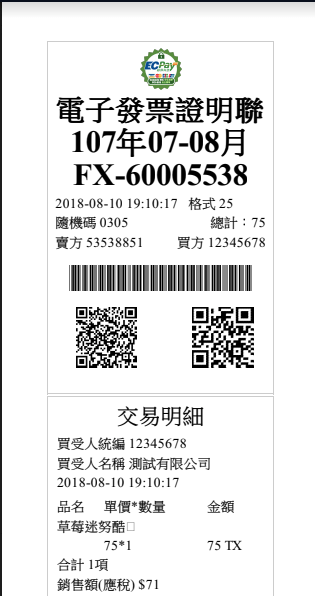 ECPay
電子發票證明聯
107年07-08月
FX-60005538
2018-08-10 19:10:17 格式 25
隨機碼 0305 總計：75
賣方 53538851 買方 12345678
交易明細
買受人統編 12345678
買受人名稱 測試有限公司
2018-08-10 19:10:17
品名 單價*數量 金額
草莓迷努酷□
75*1 75 TX
合計 1項
銷售額(應稅) $71